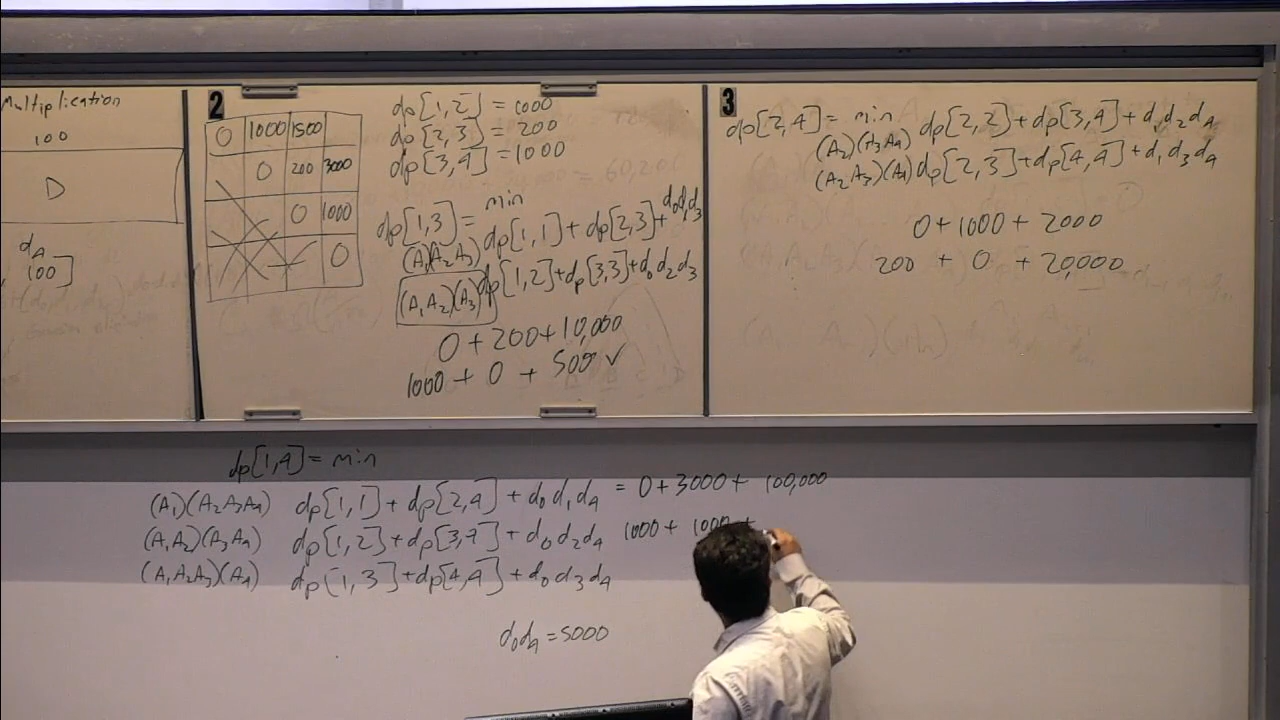 Multiplication
100
D
d4
100]
2
0 1000 1500
0 200 3000
0 1000
0
dp[1,2] = 1000
dp[2,3] = 200
dp[3,4] = 1000
dp[1,3] = min
(A1)(A2A3) dp[1,1] + dp[2,3] + d0d1d3
(A1A2)(A3) dp[1,2] + dp[3,3] + d0d2d3
0 + 200 + 10,000
1000 + 0 + 500 ✓
3
dp[2,4] = min
(A2)(A3A4) dp[2,2] + dp[3,4] + d1d2d4
(A2A3)(A4) dp[2,3] + dp[4,4] + d1d3d4
0 + 1000 + 2000
200 + 0 + 20,000
dp[1,4] = min
(A1)(A2A3A4) dp[1,1] + dp[2,4] + d0d1d4 = 0 + 3000 + 100,000
(A1A2)(A3A4) dp[1,2] + dp[3,4] + d0d2d4 1000 + 1000 +
(A1A2A3)(A4) dp[1,3] + dp[4,4] + d0d3d4
d0d4 = 5000